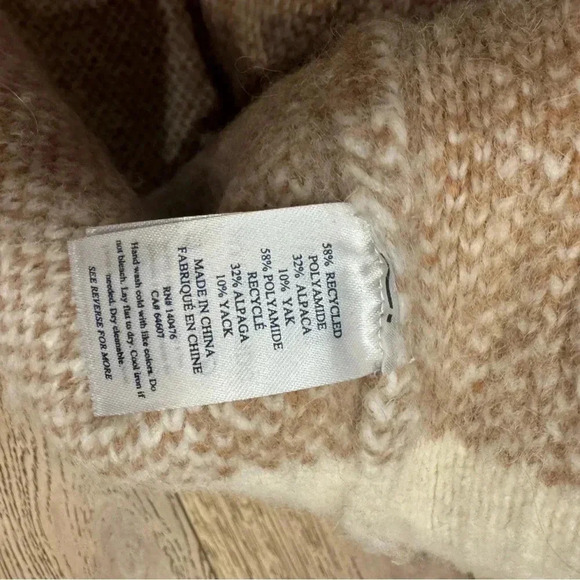 58% RECYCLED
POLYAMIDE
32% ALPACA
10% YAK
58% POLYAMIDE
RECYCLÉ
32% ALPAGA
10% YACK
MADE IN CHINA
FABRIQUÉ EN CHINE
RN# 140476
CA# 64607
Hand wash cold with like colors. Do
not bleach. Lay flat to dry. Cool iron if
needed. Dry cleanable.
SEE REVERSE FOR MORE